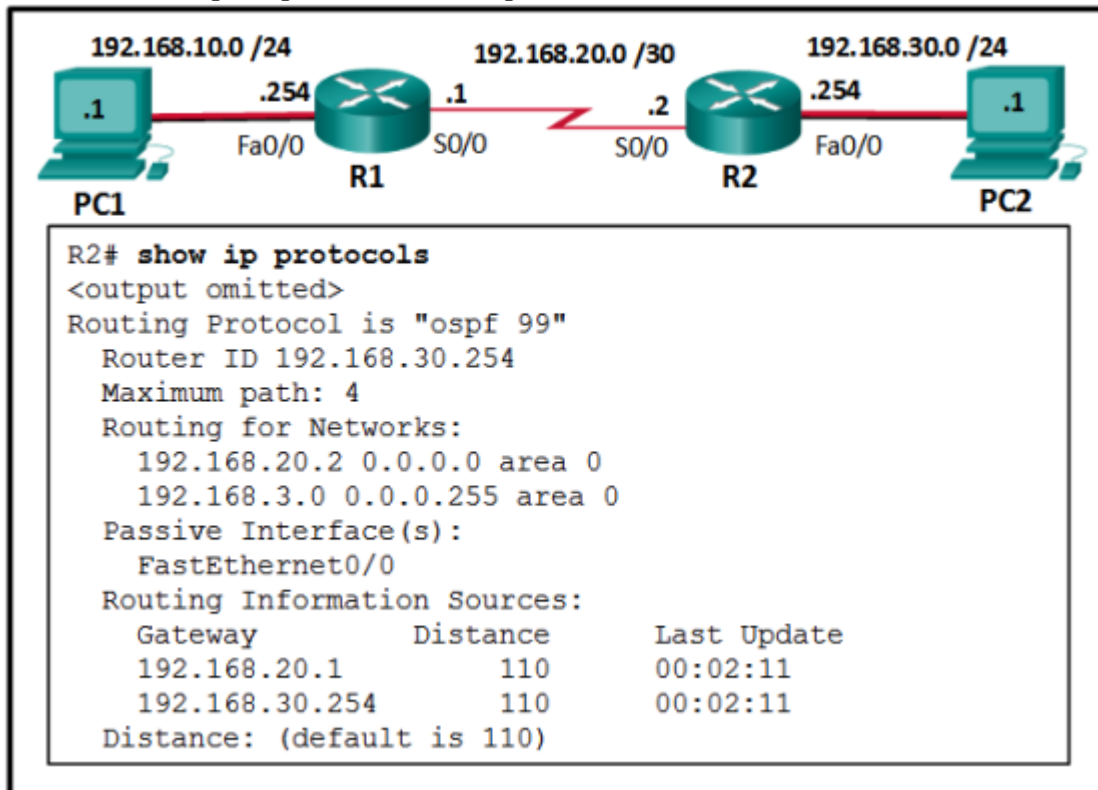 192.168.10.0 /24
192.168.20.0 /30
192.168.30.0 /24
.1
.254
.1
.2
.254
.1
Fa0/0
S0/0
S0/0
Fa0/0
R1
R2
PC1
PC2
R2# show ip protocols
<output omitted>
Routing Protocol is "ospf 99"
Router ID 192.168.30.254
Maximum path: 4
Routing for Networks:
192.168.20.2 0.0.0.0 area 0
192.168.3.0 0.0.0.255 area 0
Passive Interface(s):
FastEthernet0/0
Routing Information Sources:
Gateway Distance Last Update
192.168.20.1 110 00:02:11
192.168.30.254 110 00:02:11
Distance: (default is 110)